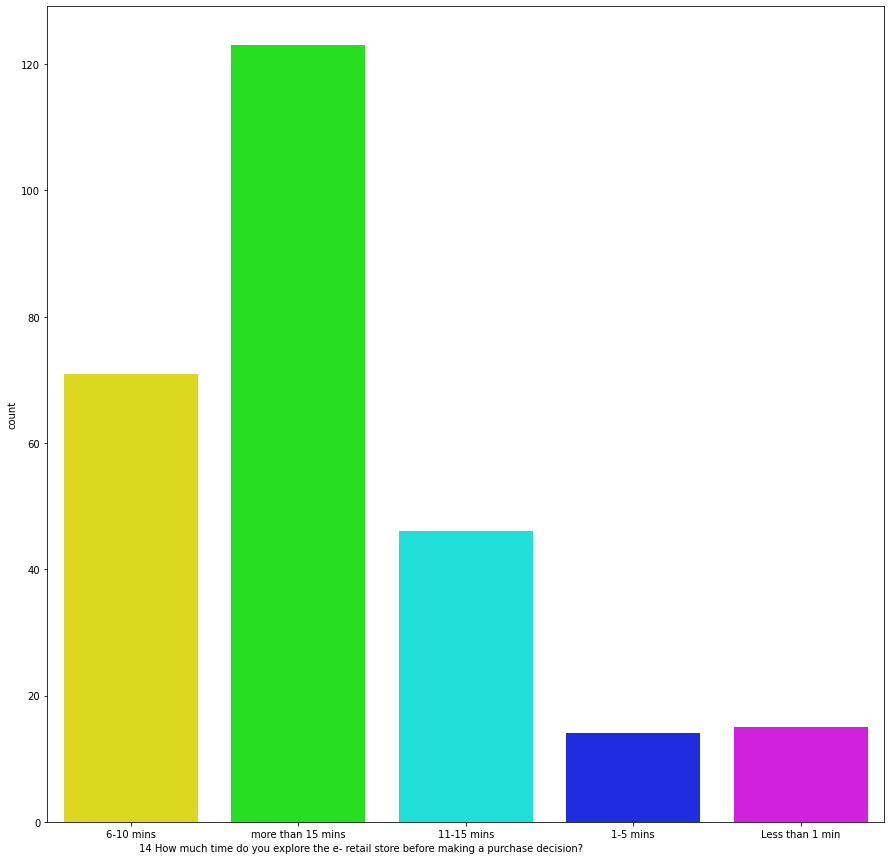 120
100
80
60
40
20
0
count
6-10 mins more than 15 mins 11-15 mins 1-5 mins Less than 1 min
14 How much time do you explore the e- retail store before making a purchase decision?